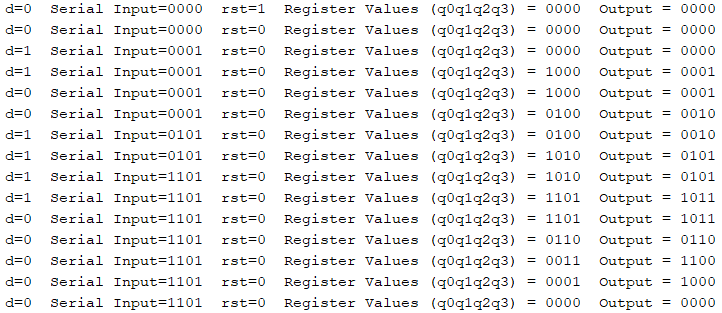 d=0  Serial Input=0000  rst=1  Register Values (q0q1q2q3) = 0000  Output = 0000
d=0  Serial Input=0000  rst=0  Register Values (q0q1q2q3) = 0000  Output = 0000
d=1  Serial Input=0001  rst=0  Register Values (q0q1q2q3) = 0000  Output = 0000
d=1  Serial Input=0001  rst=0  Register Values (q0q1q2q3) = 1000  Output = 0001
d=0  Serial Input=0001  rst=0  Register Values (q0q1q2q3) = 1000  Output = 0001
d=0  Serial Input=0001  rst=0  Register Values (q0q1q2q3) = 0100  Output = 0010
d=1  Serial Input=0101  rst=0  Register Values (q0q1q2q3) = 0100  Output = 0010
d=1  Serial Input=0101  rst=0  Register Values (q0q1q2q3) = 1010  Output = 0101
d=1  Serial Input=1101  rst=0  Register Values (q0q1q2q3) = 1010  Output = 0101
d=1  Serial Input=1101  rst=0  Register Values (q0q1q2q3) = 1101  Output = 1011
d=0  Serial Input=1101  rst=0  Register Values (q0q1q2q3) = 1101  Output = 1011
d=0  Serial Input=1101  rst=0  Register Values (q0q1q2q3) = 0110  Output = 0110
d=0  Serial Input=1101  rst=0  Register Values (q0q1q2q3) = 0011  Output = 1100
d=0  Serial Input=1101  rst=0  Register Values (q0q1q2q3) = 0001  Output = 1000
d=0  Serial Input=1101  rst=0  Register Values (q0q1q2q3) = 0000  Output = 0000